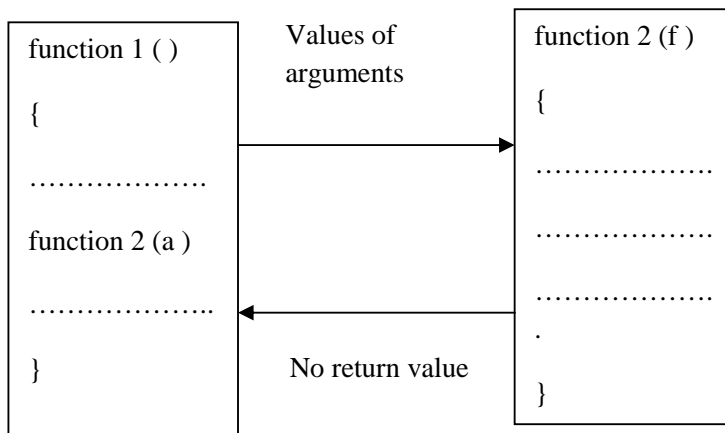 function 1 ( )
{
………………….
function 2 (a )
…………………..
}
Values of
arguments
No return value
function 2 (f )
{
………………….
………………….
………………….
.
}